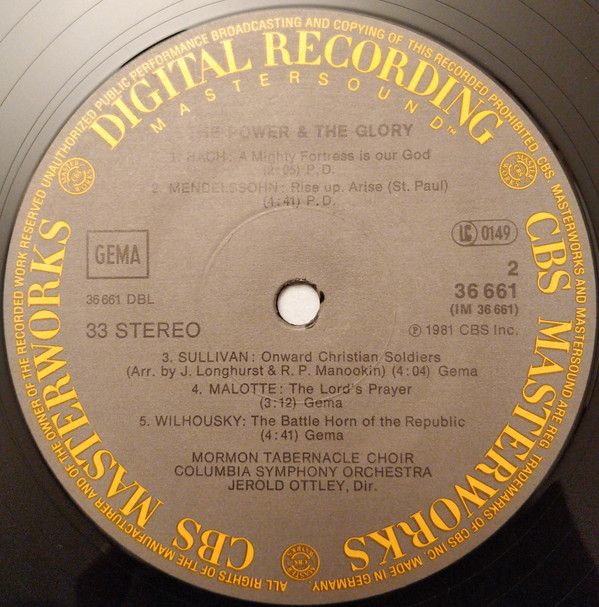 ALL RIGHTS OF THE MANUFACTURER AND OF THE OWNER OF THE RECORDED WORK RESERVED UNAUTHORIZED PUBLIC PERFORMANCE BROADCASTING AND COPYING OF THIS RECORDED PROHIBITED CBS, MASTERWORKS AND MASTERSOUND ARE REG. TRADEMARKS OF CBS INC. MADE IN GERMANY.
DIGITAL RECORDING
MASTERSOUND™
THE POWER & THE GLORY
1. BACH: A Mighty Fortress is our God
P. D.
2. MENDELSSOHN: Rise up, Arise (St. Paul)
(4:41) P. D.
GEMA
LC 0149
2
36 661 DBL
36 661
(IM 36 661)
33 STEREO
Ⓟ 1981 CBS Inc.
3. SULLIVAN: Onward Christian Soldiers
(Arr. by J. Longhurst & R. P. Manookin) (4:04) Gema
4. MALOTTE: The Lord's Prayer
(3:12) Gema
5. WILHOUSKY: The Battle Horn of the Republic
(4:41) Gema
MORMON TABERNACLE CHOIR
COLUMBIA SYMPHONY ORCHESTRA
JEROLD OTTLEY, Dir.
CBS MASTERWORKS
CBS MASTERWORKS